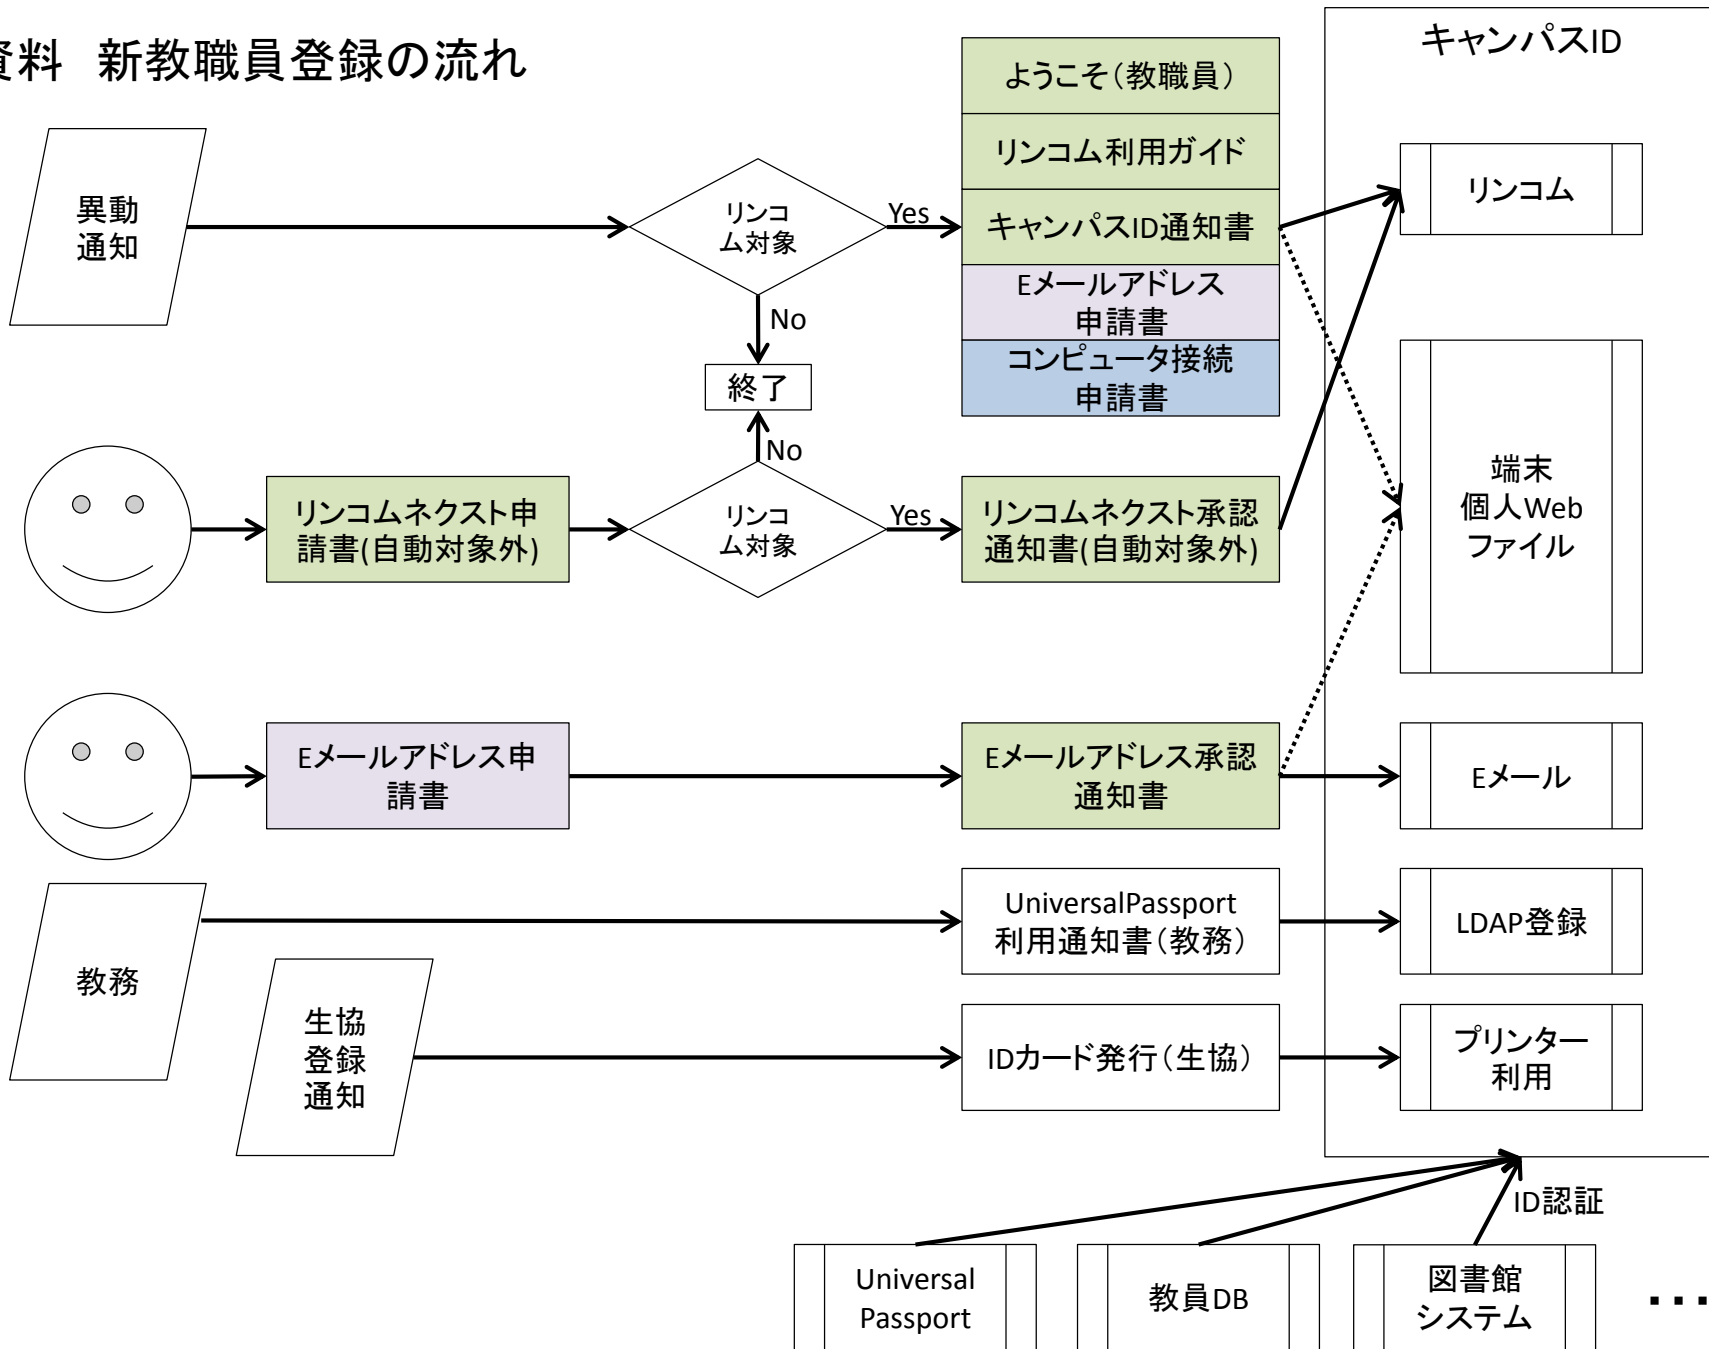 資料 新教職員登録の流れ
キャンパスID
ようこそ(教職員)
リンコム利用ガイド
キャンパスID通知書
Eメールアドレス
申請書
コンピュータ接続
申請書
異動
通知
リンコ
ム対象
Yes
No
終了
リンコム
端末
個人Web
ファイル
リンコムネクスト申
請書(自動対象外)
No
リンコ
ム対象
Yes
リンコムネクスト承認
通知書(自動対象外)
Eメールアドレス申
請書
Eメールアドレス承認
通知書
Eメール
教務
UniversalPassport
利用通知書(教務)
LDAP登録
生協
登録
通知
IDカード発行(生協)
プリンター
利用
ID認証
Universal
Passport
教員DB
図書館
システム
・・・